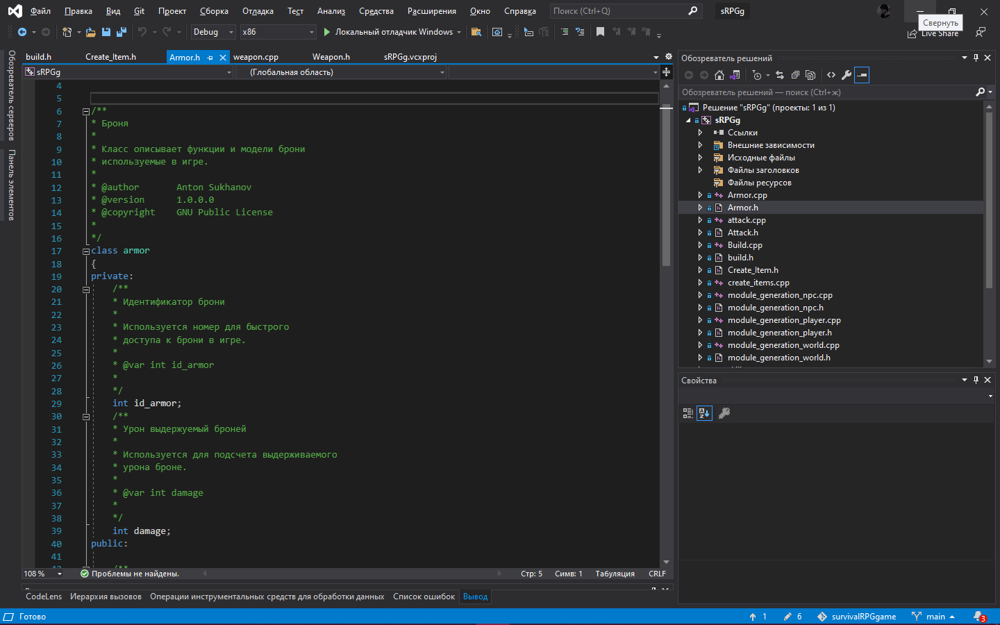 Файл Правка Вид Git Проект Сборка Отладка Тест Анализ Средства Расширения Окно Справка Поиск (Ctrl+Q) sRPGg
Свернуть
Debug x86 Локальный отладчик Windows Live Share
Обозреватель серверов
Панель элементов
build.h Create_Item.h Armor.h weapon.cpp Weapon.h sRPGg.vcxproj
sRPGg (Глобальная область)
4
5
6 /**
7 * Броня
8 *
9 * Класс описывает функции и модели брони
10 * используемые в игре.
11 *
12 * @author Anton Sukhanov
13 * @version 1.0.0.0
14 * @copyright GNU Public License
15 *
16 */
17 class armor
18 {
19 private:
20 /**
21 * Идентификатор брони
22 *
23 * Используется номер для быстрого
24 * доступа к брони в игре.
25 *
26 * @var int id_armor
27 *
28 */
29 int id_armor;
30 /**
31 * Урон выдержуемый броней
32 *
33 * Используется для подсчета выдерживаемого
34 * урона броне.
35 *
36 * @var int damage
37 *
38 */
39 int damage;
40 public:
41
108 % Проблемы не найдены. Стр: 5 Симв: 1 Табуляция CRLF
CodeLens Иерархия вызовов Операции инструментальных средств для обработки данных Список ошибок Вывод
Обозреватель решений
Обозреватель решений — поиск (Ctrl+ж)
Решение "sRPGg" (проекты: 1 из 1)
sRPGg
Ссылки
Внешние зависимости
Исходные файлы
Файлы заголовков
Файлы ресурсов
Armor.cpp
Armor.h
attack.cpp
Attack.h
Build.cpp
build.h
Create_Item.h
create_items.cpp
module_generation_npc.cpp
module_generation_npc.h
module_generation_player.cpp
module_generation_player.h
module_generation_world.cpp
module_generation_world.h
Свойства
Готово 1 6 survivalRPGgame main 3